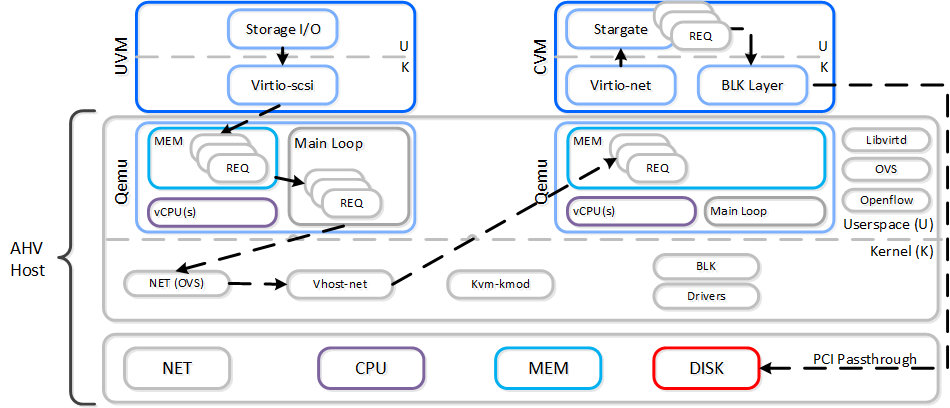 UVM
Storage I/O
U
K
Virtio-scsi
CVM
Stargate
REQ
U
K
Virtio-net
BLK Layer
AHV
Host
Qemu
MEM
REQ
vCPU(s)
Main Loop
REQ
Qemu
MEM
REQ
vCPU(s)
Main Loop
Libvirtd
OVS
Openflow
Userspace (U)
Kernel (K)
NET (OVS)
Vhost-net
Kvm-kmod
BLK
Drivers
NET
CPU
MEM
DISK
PCI Passthrough